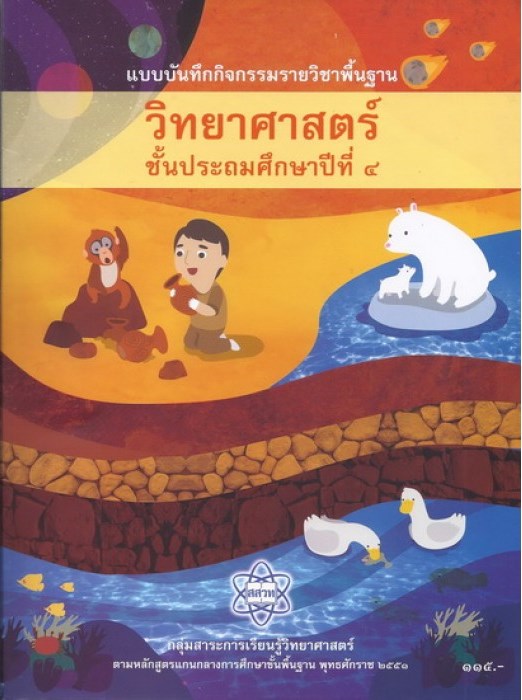 แบบบันทึกกิจกรรมรายวิชาพื้นฐาน
วิทยาศาสตร์
ชั้นประถมศึกษาปีที่ ๔
สสวท
กลุ่มสาระการเรียนรู้วิทยาศาสตร์
ตามหลักสูตรแกนกลางการศึกษาขั้นพื้นฐาน พุทธศักราช ๒๕๕๑
๑๑๕.-